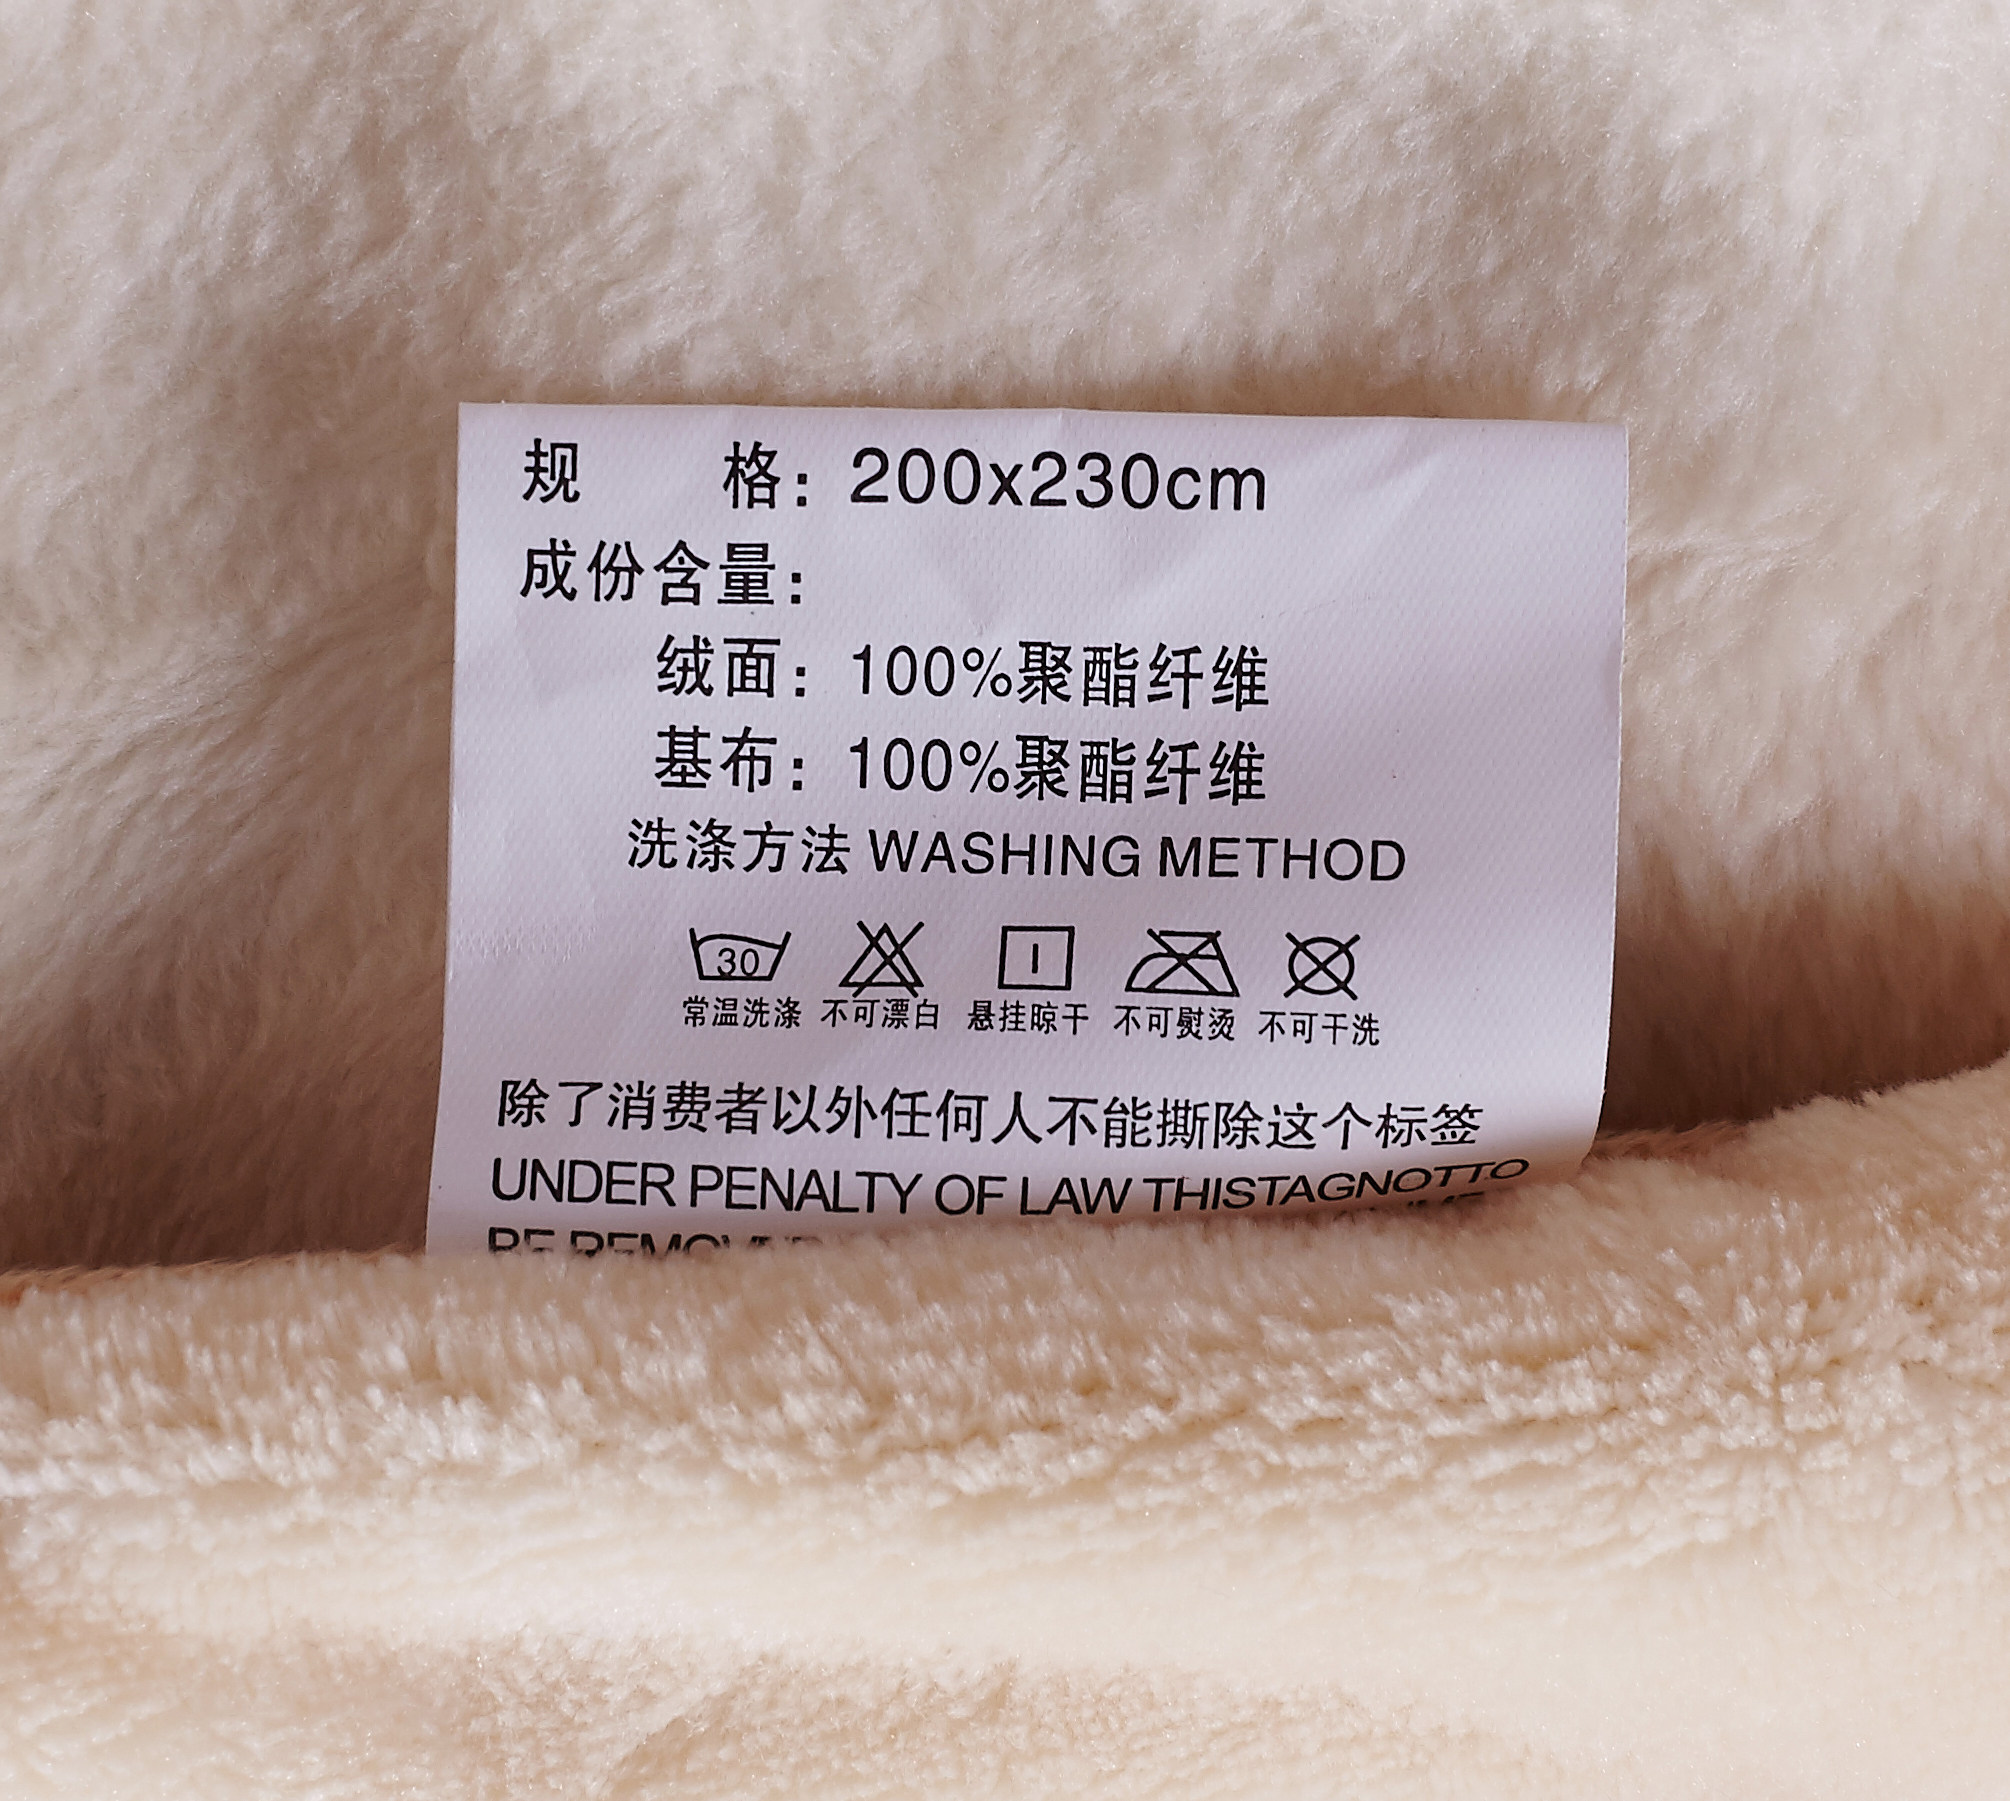 规 格：200x230cm
成份含量：
绒面：100%聚酯纤维
基布：100%聚酯纤维
洗涤方法 WASHING METHOD
30
常温洗涤 不可漂白 悬挂晾干 不可熨烫 不可干洗
除了消费者以外任何人不能撕除这个标签
UNDER PENALTY OF LAW THISTAGNOTTO
BE